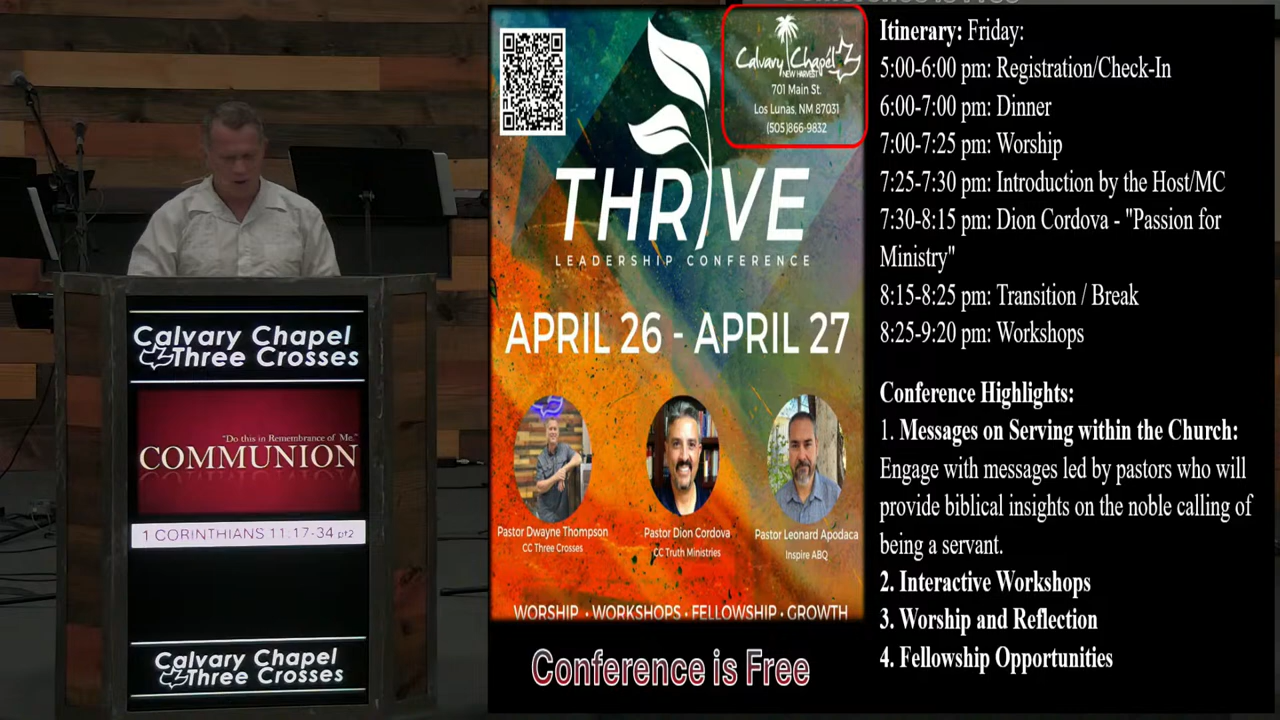 Calvary Chapel
Three Crosses
"Do this in Remembrance of Me."
COMMUNION
1 CORINTHIANS 11:17-34 pt2
Calvary Chapel
Three Crosses
Calvary Chapel
NEW HARVEST
701 Main St.
Los Lunas, NM 87031
(505)866-9832
THRIVE
LEADERSHIP CONFERENCE
APRIL 26 - APRIL 27
Pastor Dwayne Thompson
CC Three Crosses
Pastor Dion Cordova
CC Truth Ministries
Pastor Leonard Apodaca
Inspire ABQ
WORSHIP · WORKSHOPS · FELLOWSHIP · GROWTH
Conference is Free
Itinerary: Friday:
5:00-6:00 pm: Registration/Check-In
6:00-7:00 pm: Dinner
7:00-7:25 pm: Worship
7:25-7:30 pm: Introduction by the Host/MC
7:30-8:15 pm: Dion Cordova - "Passion for
Ministry"
8:15-8:25 pm: Transition / Break
8:25-9:20 pm: Workshops
Conference Highlights:
1. Messages on Serving within the Church:
Engage with messages led by pastors who will
provide biblical insights on the noble calling of
being a servant.
2. Interactive Workshops
3. Worship and Reflection
4. Fellowship Opportunities